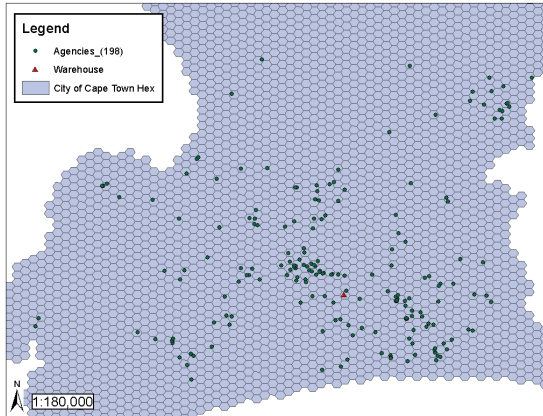 Legend
Agencies_(198)
Warehouse
City of Cape Town Hex
N
1:180,000